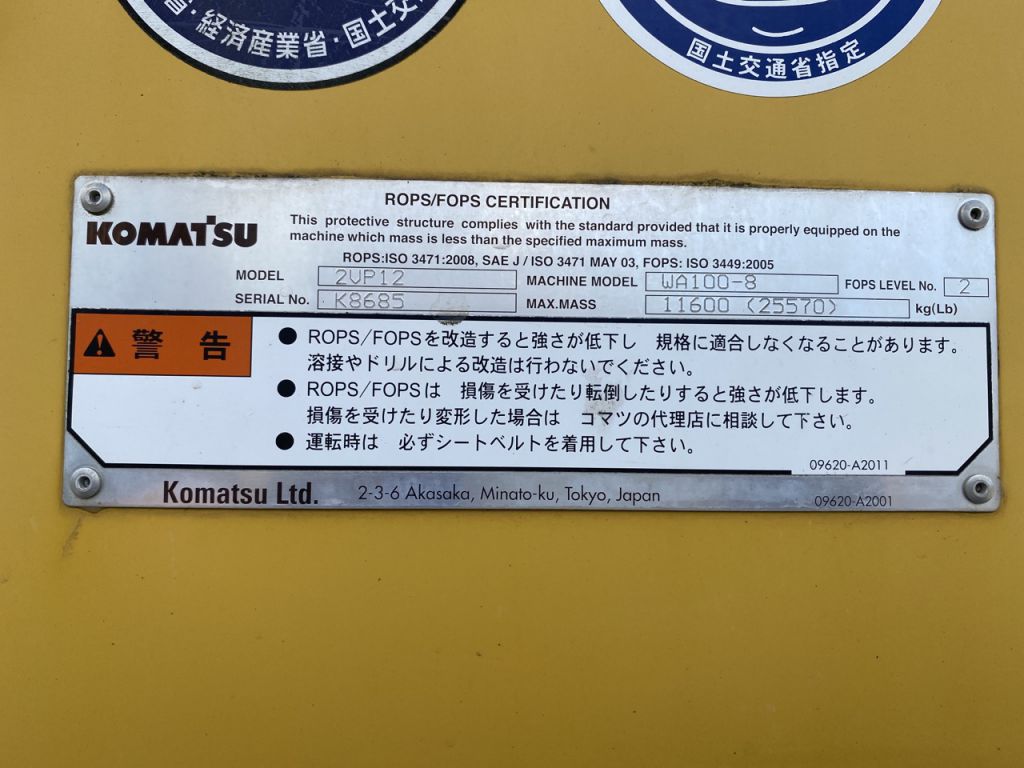 省・経済産業省・国土交
国土交通省指定
ROPS/FOPS CERTIFICATION
KOMATSU
This protective structure complies with the standard provided that it is properly equipped on the
machine which mass is less than the specified maximum mass.
ROPS:ISO 3471:2008, SAE J / ISO 3471 MAY 03, FOPS: ISO 3449:2005
MODEL 2VP12 MACHINE MODEL WA100-8 FOPS LEVEL No. 2
SERIAL No. K8685 MAX.MASS 11600 (25570) kg(Lb)
警 告
● ROPS/FOPSを改造すると強さが低下し 規格に適合しなくなることがあります。
溶接やドリルによる改造は行わないでください。
● ROPS/FOPSは 損傷を受けたり転倒したりすると強さが低下します。
損傷を受けたり変形した場合は コマツの代理店に相談して下さい。
● 運転時は 必ずシートベルトを着用して下さい。
09620-A2011
Komatsu Ltd. 2-3-6 Akasaka, Minato-ku, Tokyo, Japan 09620-A2001